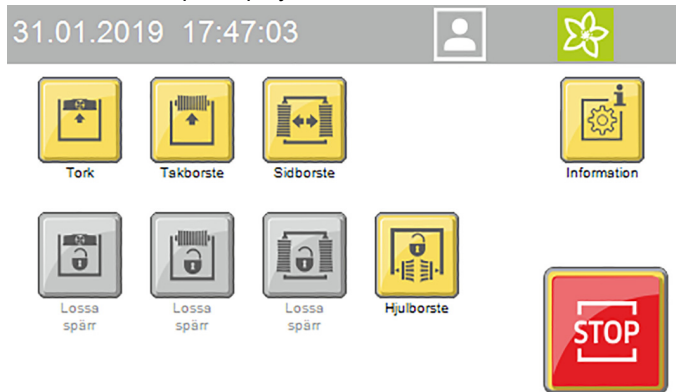 31.01.2019 17:47:03
Tork
Takborste
Sidborste
Information
Lossa
spärr
Lossa
spärr
Lossa
spärr
Hjulborste
STOP